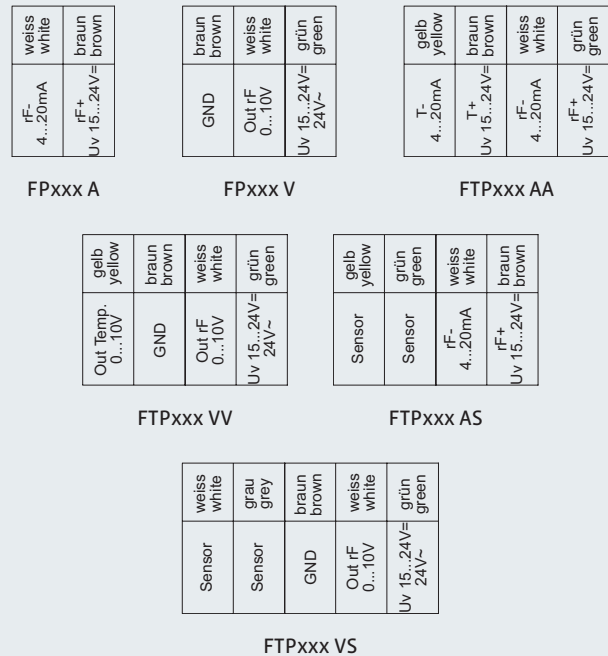 weiss
white
braun
brown
rF-
4...20mA
rF+
Uv 15...24V=
FPxxx A
braun
brown
weiss
white
grün
green
GND
Out rF
0...10V
Uv 15...24V=
24V~
FPxxx V
gelb
yellow
braun
brown
weiss
white
grün
green
T-
4...20mA
T+
Uv 15...24V=
rF-
4...20mA
rF+
Uv 15...24V=
FTPxxx AA
gelb
yellow
braun
brown
weiss
white
grün
green
Out Temp.
0...10V
GND
Out rF
0...10V
Uv 15...24V=
24V~
FTPxxx VV
gelb
yellow
grün
green
weiss
white
braun
brown
Sensor
Sensor
rF-
4...20mA
rF+
Uv 15...24V=
FTPxxx AS
weiss
white
grau
grey
braun
brown
weiss
white
grün
green
Sensor
Sensor
GND
Out rF
0...10V
Uv 15...24V=
24V~
FTPxxx VS